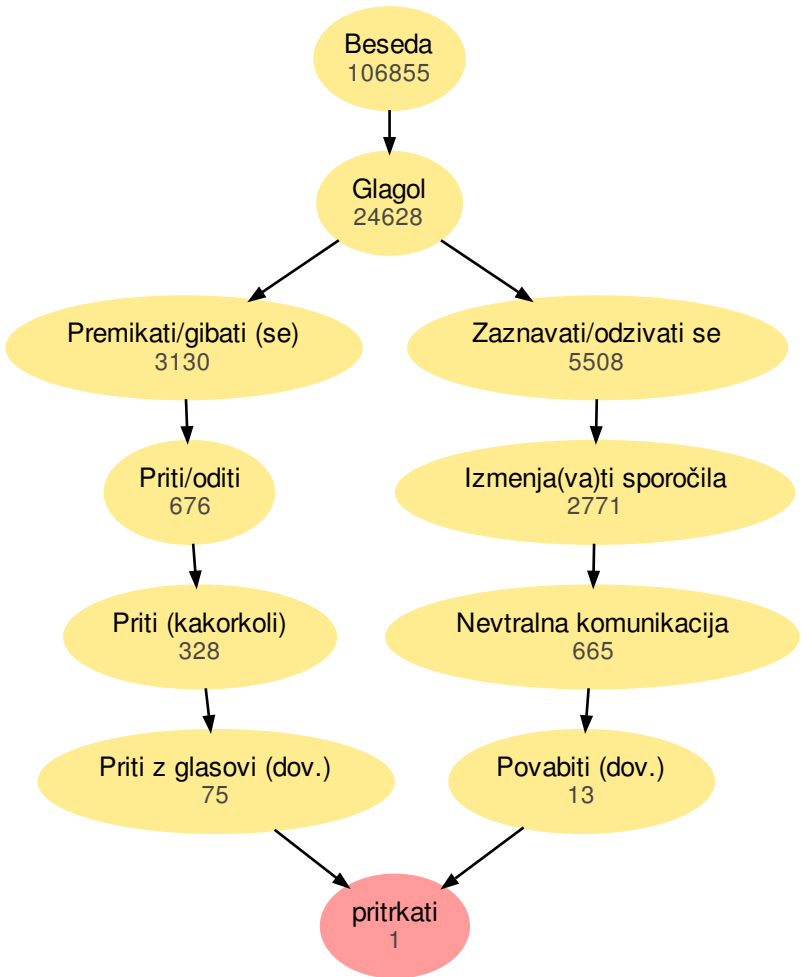 Beseda
106855
Glagol
24628
Premikati/gibati (se)
3130
Zaznavati/odzivati se
5508
Priti/oditi
676
Izmenja(va)ti sporočila
2771
Priti (kakorkoli)
328
Nevtralna komunikacija
665
Priti z glasovi (dov.)
75
Povabiti (dov.)
13
pritrkati
1